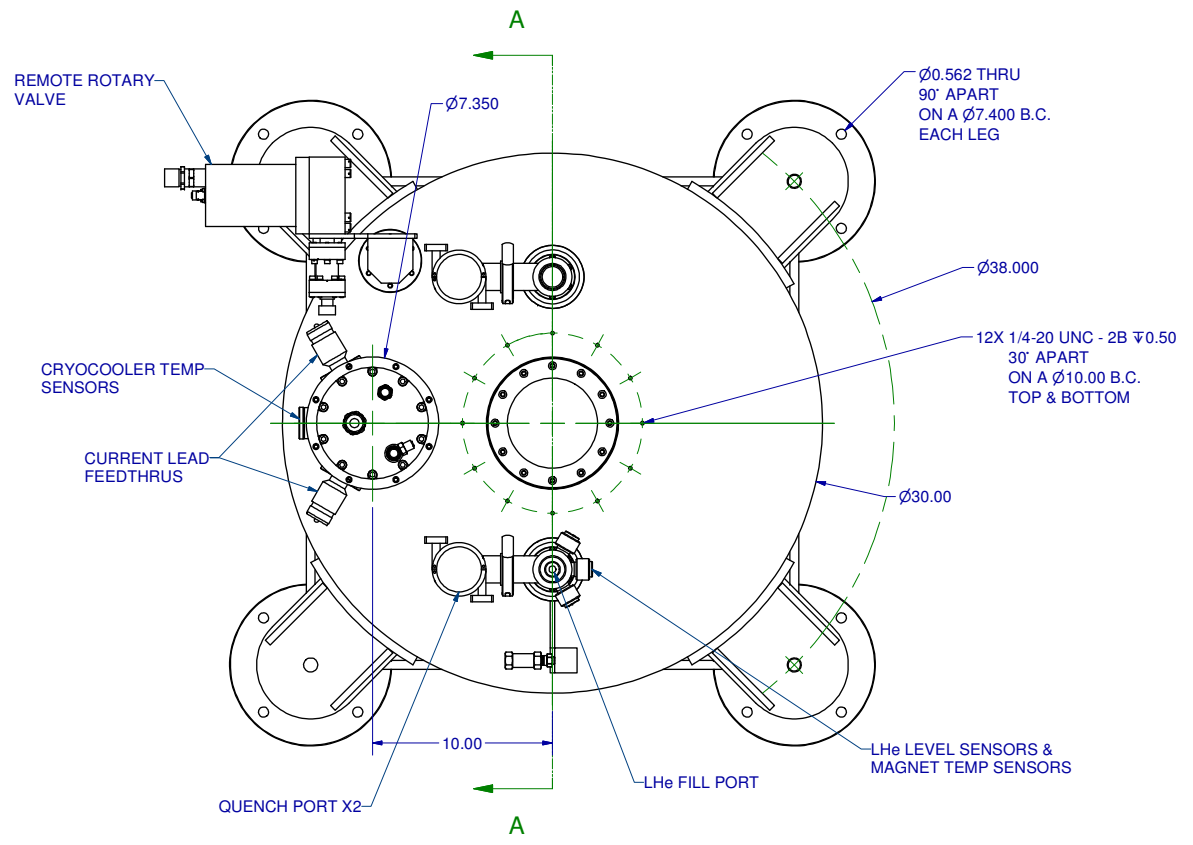 A
REMOTE ROTARY
VALVE
Ø7.350
Ø0.562 THRU
90° APART
ON A Ø7.400 B.C.
EACH LEG
Ø38.000
12X 1/4-20 UNC - 2B ↧0.50
30° APART
ON A Ø10.00 B.C.
TOP & BOTTOM
CRYOCOOLER TEMP
SENSORS
CURRENT LEAD
FEEDTHRUS
Ø30.00
10.00
LHe LEVEL SENSORS &
MAGNET TEMP SENSORS
LHe FILL PORT
QUENCH PORT X2
A